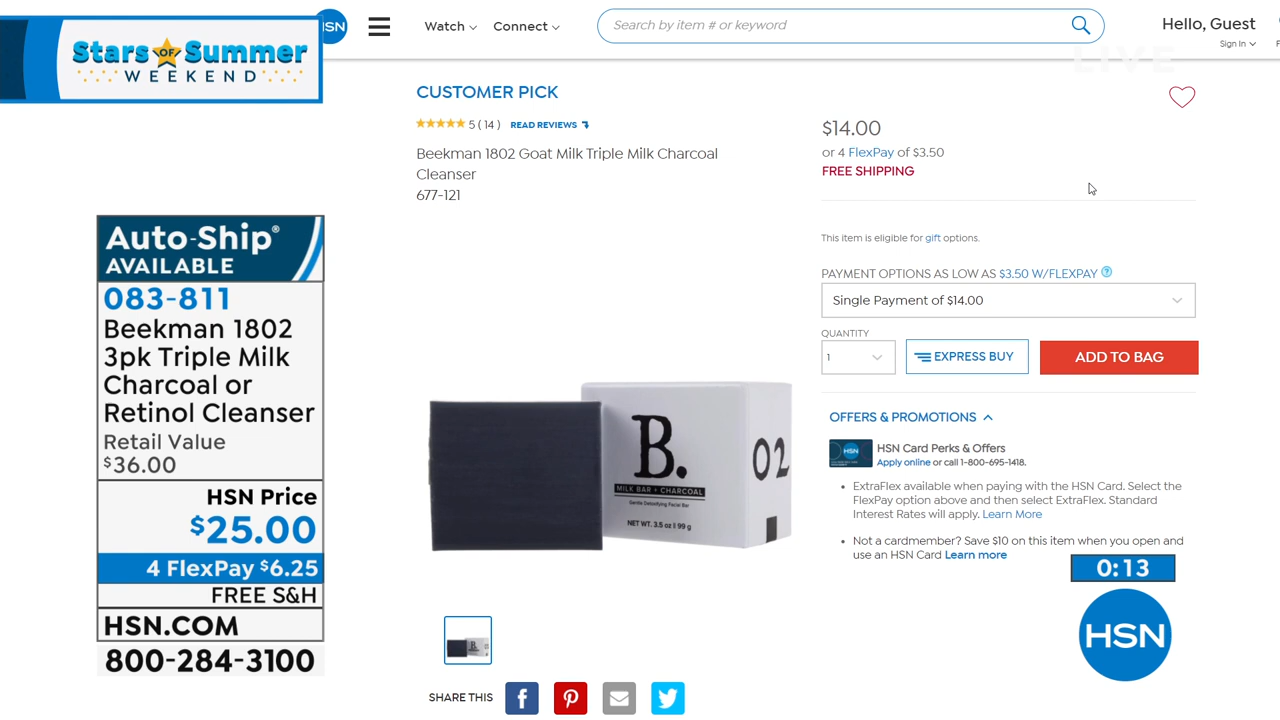 Stars OF Summer
WEEKEND
HSN
Watch
Connect
Search by item # or keyword
Hello, Guest
Sign In
LIVE
CUSTOMER PICK
5 ( 14 ) READ REVIEWS
Beekman 1802 Goat Milk Triple Milk Charcoal
Cleanser
677-121
$14.00
or 4 FlexPay of $3.50
FREE SHIPPING
This item is eligible for gift options.
PAYMENT OPTIONS AS LOW AS $3.50 W/FLEXPAY ?
Single Payment of $14.00
QUANTITY
1
EXPRESS BUY
ADD TO BAG
OFFERS & PROMOTIONS
HSN
HSN Card Perks & Offers
Apply online or call 1-800-695-1418.
• ExtraFlex available when paying with the HSN Card. Select the
FlexPay option above and then select ExtraFlex. Standard
Interest Rates will apply. Learn More
• Not a cardmember? Save $10 on this item when you open and
use an HSN Card Learn more
Auto-Ship®
AVAILABLE
083-811
Beekman 1802
3pk Triple Milk
Charcoal or
Retinol Cleanser
Retail Value
$36.00
HSN Price
$25.00
4 FlexPay $6.25
FREE S&H
HSN.COM
800-284-3100
B.
MILK BAR + CHARCOAL
Gentle Detoxifying Facial Bar
NET WT. 3.5 oz | 99 g
02
B.
SHARE THIS
0:13
HSN